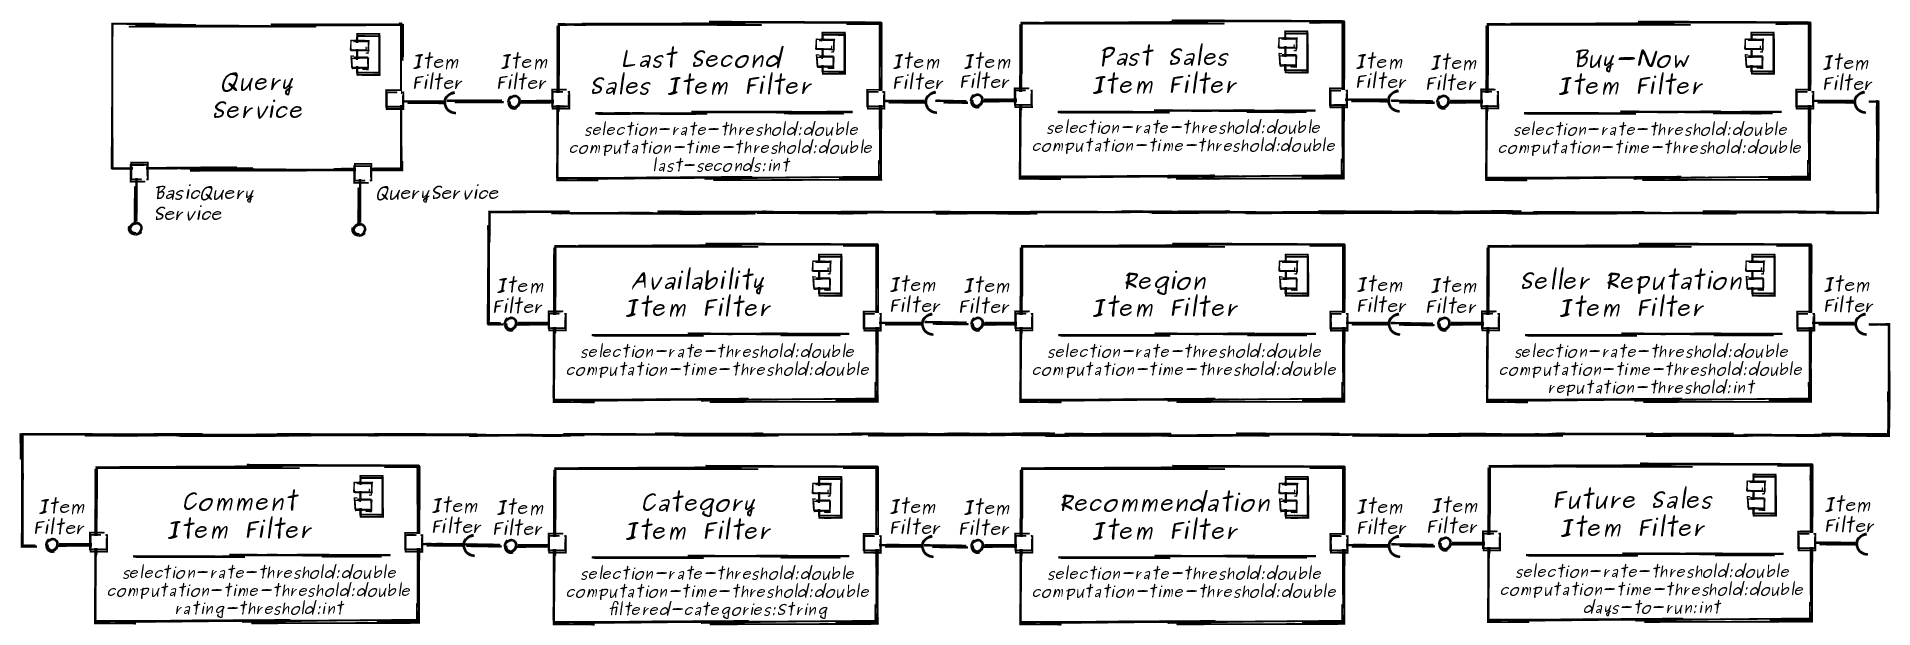 Query
Service
Item
Filter
Item
Filter
Last Second
Sales Item Filter
selection-rate-threshold:double
computation-time-threshold:double
last-seconds:int
Item
Filter
Item
Filter
Past Sales
Item Filter
selection-rate-threshold:double
computation-time-threshold:double
Item
Filter
Item
Filter
Buy-Now
Item Filter
selection-rate-threshold:double
computation-time-threshold:double
Item
Filter
BasicQuery
Service
QueryService
Item
Filter
Availability
Item Filter
selection-rate-threshold:double
computation-time-threshold:double
Item
Filter
Item
Filter
Region
Item Filter
selection-rate-threshold:double
computation-time-threshold:double
Item
Filter
Item
Filter
Seller Reputation
Item Filter
selection-rate-threshold:double
computation-time-threshold:double
reputation-threshold:int
Item
Filter
Item
Filter
Comment
Item Filter
selection-rate-threshold:double
computation-time-threshold:double
rating-threshold:int
Item
Filter
Item
Filter
Category
Item Filter
selection-rate-threshold:double
computation-time-threshold:double
filtered-categories:String
Item
Filter
Item
Filter
Recommendation
Item Filter
selection-rate-threshold:double
computation-time-threshold:double
Item
Filter
Item
Filter
Future Sales
Item Filter
selection-rate-threshold:double
computation-time-threshold:double
days-to-run:int
Item
Filter